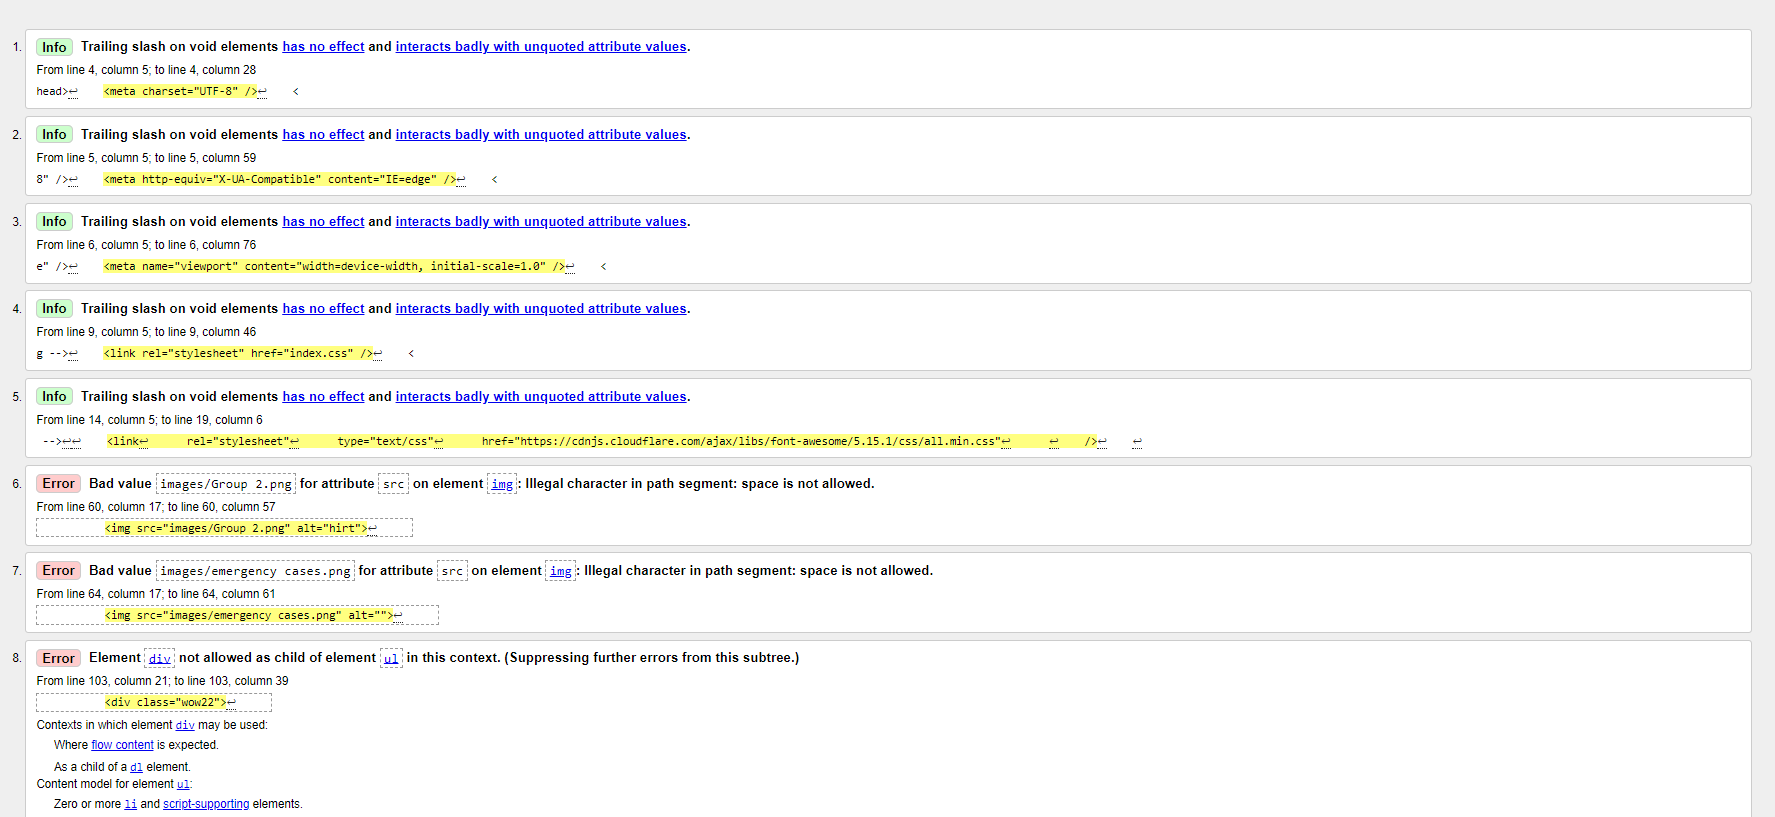 1. Info Trailing slash on void elements has no effect and interacts badly with unquoted attribute values.
From line 4, column 5; to line 4, column 28
head>↩    <meta charset="UTF-8" />↩    <
2. Info Trailing slash on void elements has no effect and interacts badly with unquoted attribute values.
From line 5, column 5; to line 5, column 59
8" />↩    <meta http-equiv="X-UA-Compatible" content="IE=edge" />↩    <
3. Info Trailing slash on void elements has no effect and interacts badly with unquoted attribute values.
From line 6, column 5; to line 6, column 76
e" />↩    <meta name="viewport" content="width=device-width, initial-scale=1.0" />↩    <
4. Info Trailing slash on void elements has no effect and interacts badly with unquoted attribute values.
From line 9, column 5; to line 9, column 46
g -->↩    <link rel="stylesheet" href="index.css" />↩    <
5. Info Trailing slash on void elements has no effect and interacts badly with unquoted attribute values.
From line 14, column 5; to line 19, column 6
-->↩↩    <link↩      rel="stylesheet"↩      type="text/css"↩      href="https://cdnjs.cloudflare.com/ajax/libs/font-awesome/5.15.1/css/all.min.css"↩      ↩    />↩    ↩
6. Error Bad value images/Group 2.png for attribute src on element img: Illegal character in path segment: space is not allowed.
From line 60, column 17; to line 60, column 57
<img src="images/Group 2.png" alt="hirt">↩
7. Error Bad value images/emergency cases.png for attribute src on element img: Illegal character in path segment: space is not allowed.
From line 64, column 17; to line 64, column 61
<img src="images/emergency cases.png" alt="">↩
8. Error Element div not allowed as child of element ul in this context. (Suppressing further errors from this subtree.)
From line 103, column 21; to line 103, column 39
<div class="wow22">↩
Contexts in which element div may be used:
Where flow content is expected.
As a child of a dl element.
Content model for element ul:
Zero or more li and script-supporting elements.